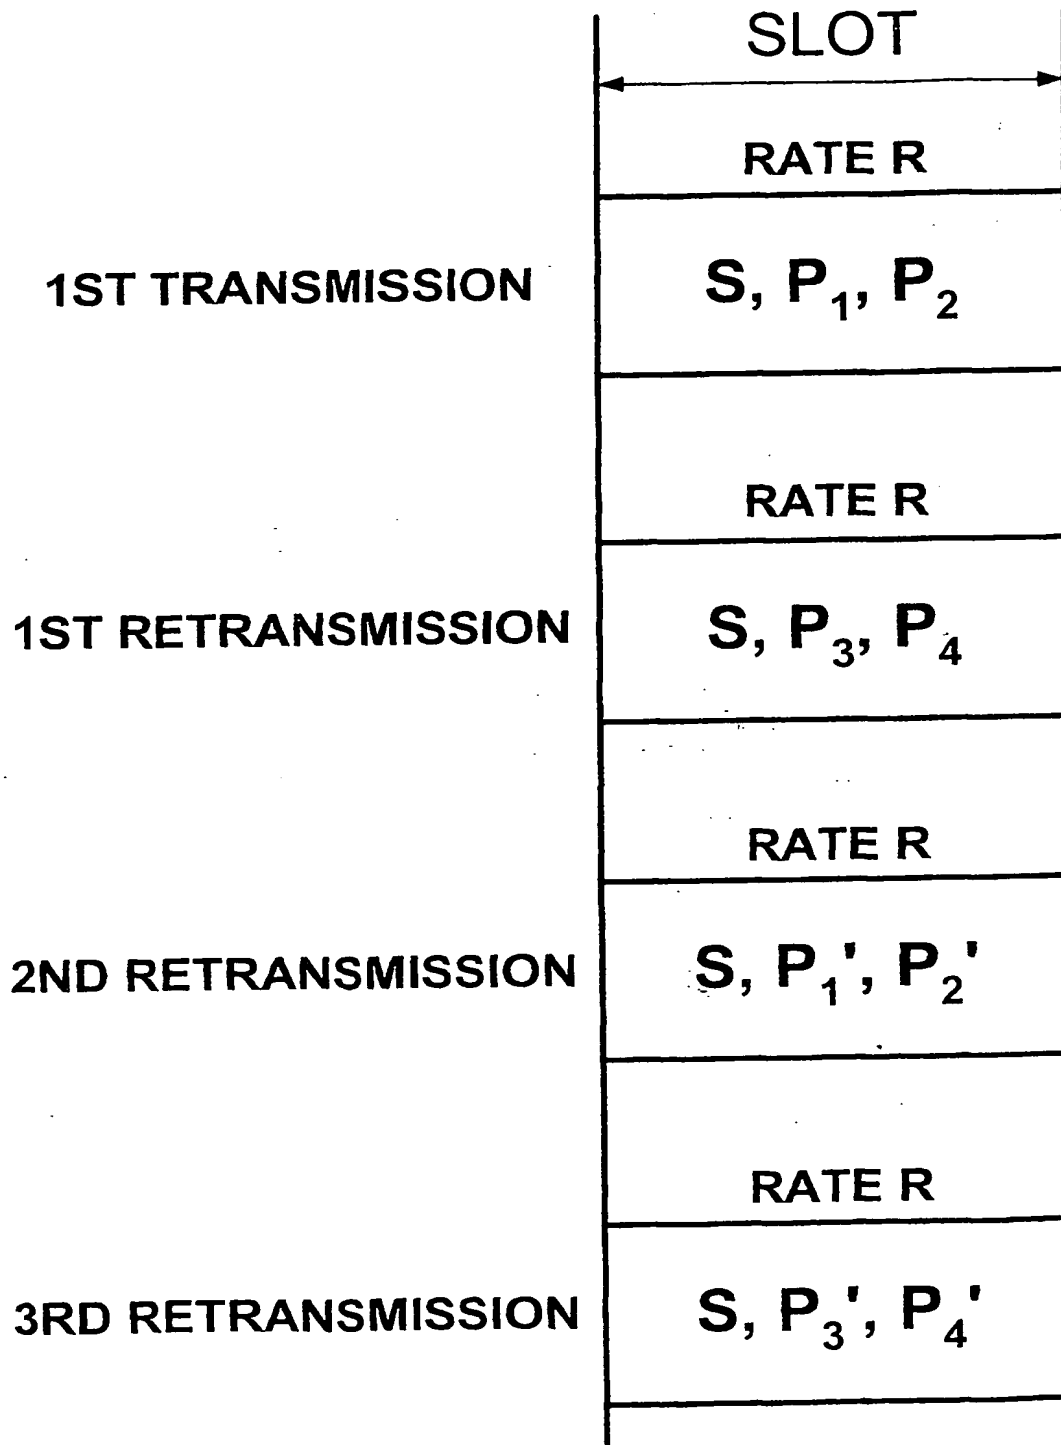 SLOT
RATE R
1ST TRANSMISSION S, P₁, P₂
RATE R
1ST RETRANSMISSION S, P₃, P₄
RATE R
2ND RETRANSMISSION S, P₁', P₂'
RATE R
3RD RETRANSMISSION S, P₃', P₄'